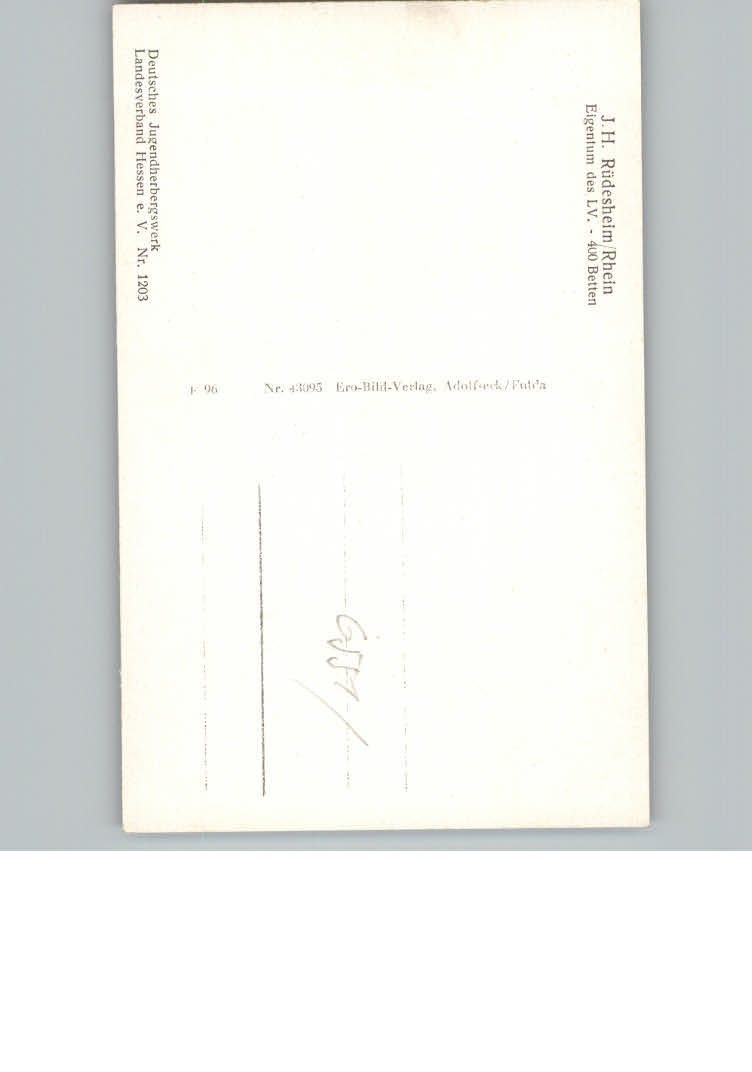 J. H. Rüdesheim/Rhein
Eigentum des LV. - 400 Betten
Deutsches Jugendherbergswerk
Landesverband Hessen e. V. Nr. 1203
96 Nr. 43095 Ero-Bild-Verlag, Adolfseck/Fulda